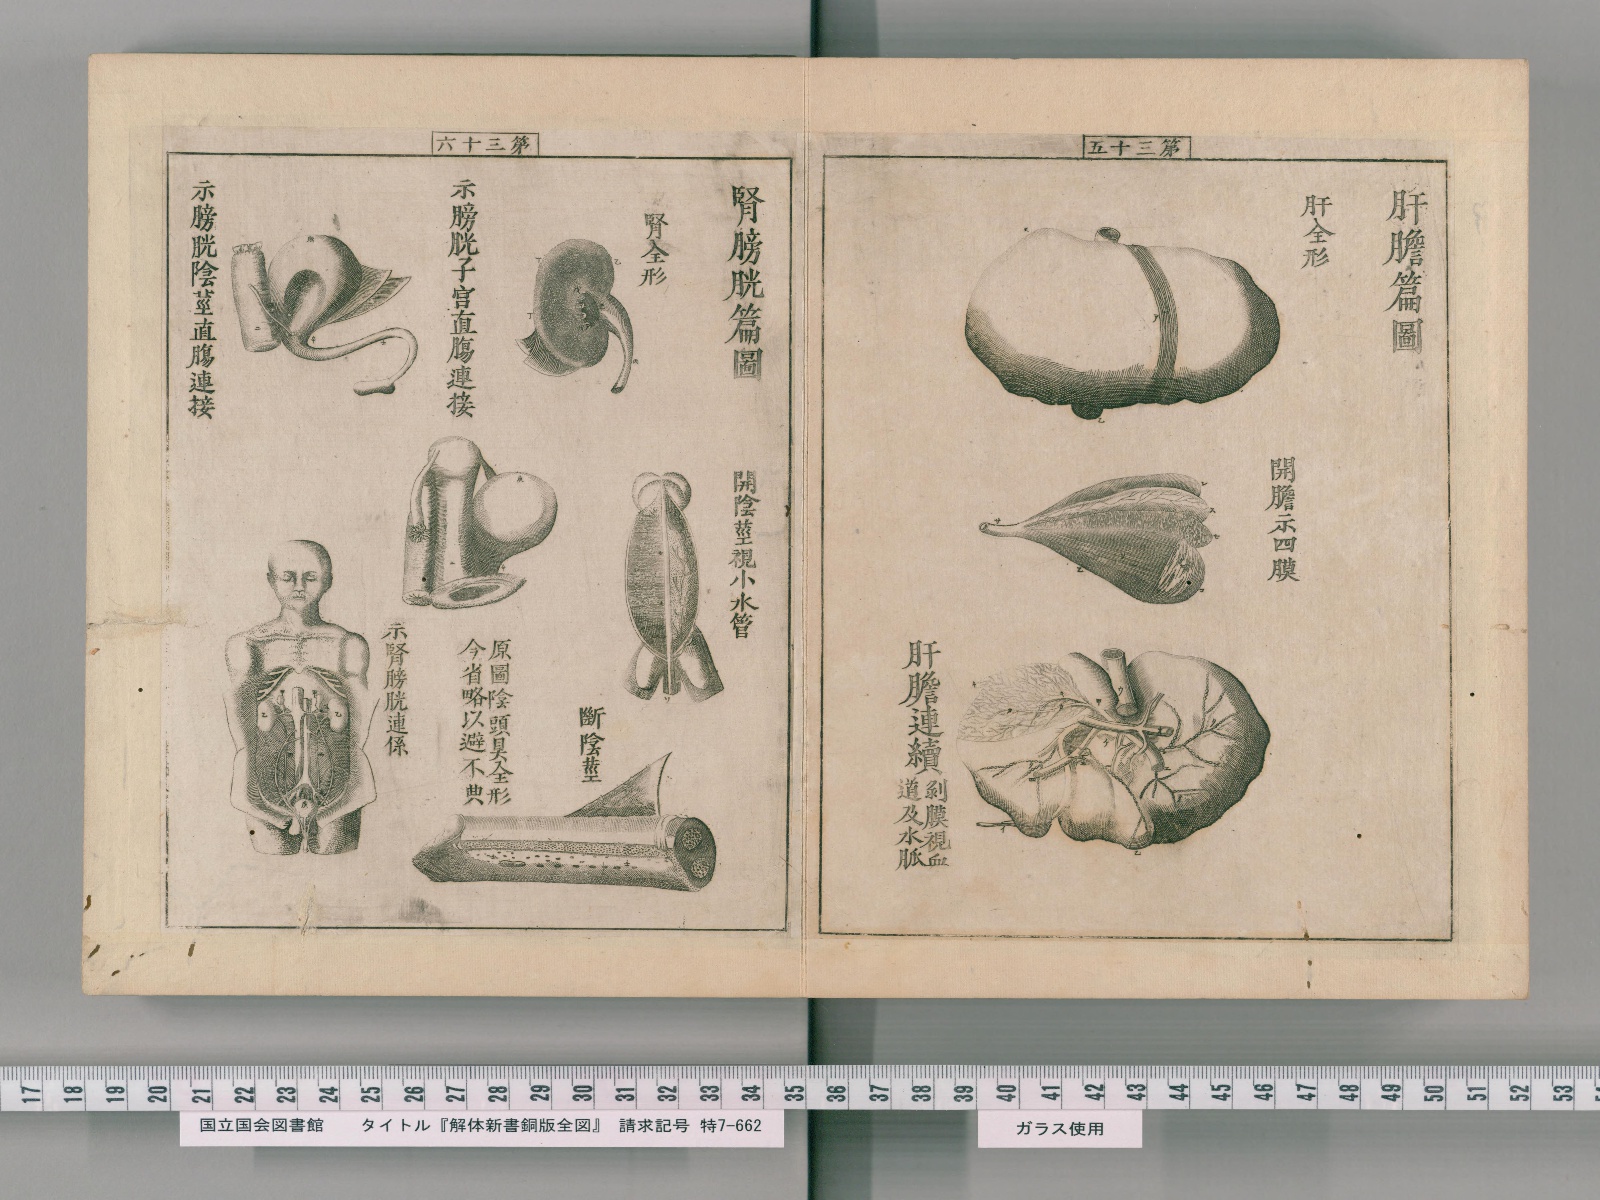 第三十五
肝膽篇圖
肝全形
開膽示四膜
肝膽連續
剝膜視血
道及水脈
第三十六
腎膀胱篇圖
腎全形
開陰莖視小水管
斷陰莖
示膀胱子宮直膓連接
原圖陰頭具全形
今省略以避不典
示腎膀胱連係
示膀胱陰莖直膓連接
17 18 19 20 21 22 23 24 25 26 27 28 29 30 31 32 33 34 35 36 37 38 39 40 41 42 43 44 45 46 47 48 49 50 51 52 53
国立国会図書館 タイトル『解体新書銅版全図』 請求記号 特7-662
ガラス使用